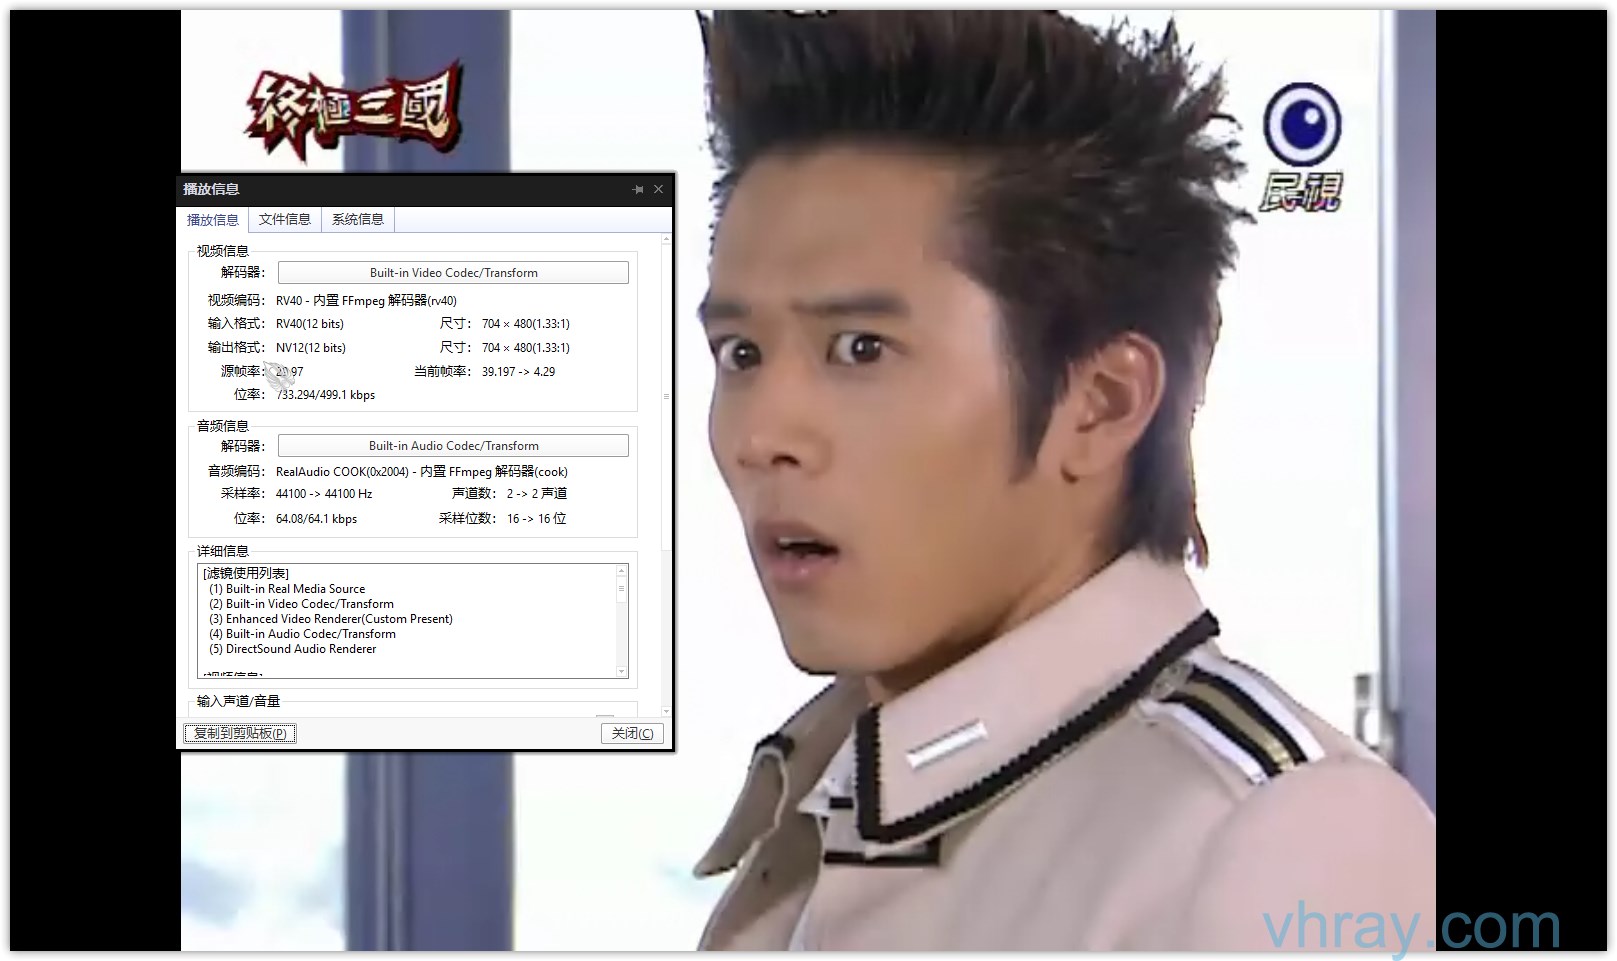 終極三國
民視
播放信息
播放信息 文件信息 系统信息
视频信息
解码器: Built-in Video Codec/Transform
视频编码: RV40 - 内置 FFmpeg 解码器(rv40)
输入格式: RV40(12 bits) 尺寸: 704 × 480(1.33:1)
输出格式: NV12(12 bits) 尺寸: 704 × 480(1.33:1)
源帧率: 29.97 当前帧率: 39.197 -> 4.29
位率: 733.294/499.1 kbps
音频信息
解码器: Built-in Audio Codec/Transform
音频编码: RealAudio COOK(0x2004) - 内置 FFmpeg 解码器(cook)
采样率: 44100 -> 44100 Hz 声道数: 2 -> 2 声道
位率: 64.08/64.1 kbps 采样位数: 16 -> 16 位
详细信息
[滤镜使用列表]
(1) Built-in Real Media Source
(2) Built-in Video Codec/Transform
(3) Enhanced Video Renderer(Custom Present)
(4) Built-in Audio Codec/Transform
(5) DirectSound Audio Renderer
输入声道/音量
复制到剪贴板(P) 关闭(C)
vhray.com